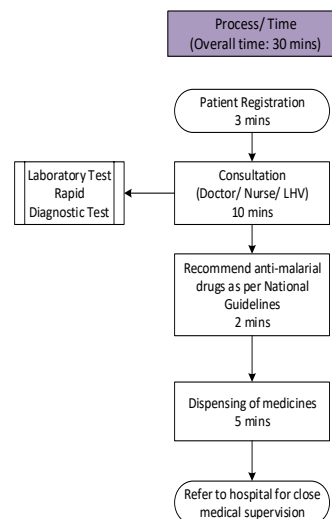 Process/ Time
(Overall time: 30 mins)
Patient Registration
3 mins
Laboratory Test
Rapid
Diagnostic Test
Consultation
(Doctor/ Nurse/ LHV)
10 mins
Recommend anti-malarial
drugs as per National
Guidelines
2 mins
Dispensing of medicines
5 mins
Refer to hospital for close
medical supervision